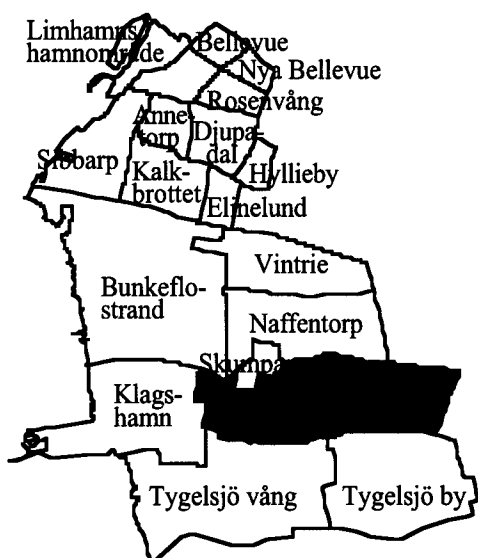 Limhamns
hamnområde
Bellevue
Nya Bellevue
Rosenvång
Anne-
torp
Djupa-
dal
Sibbarp
Kalk-
brottet
Hyllieby
Elinelund
Vintrie
Bunkeflo-
strand
Naffentorp
Klags-
hamn
Tygelsjö vång
Tygelsjö by